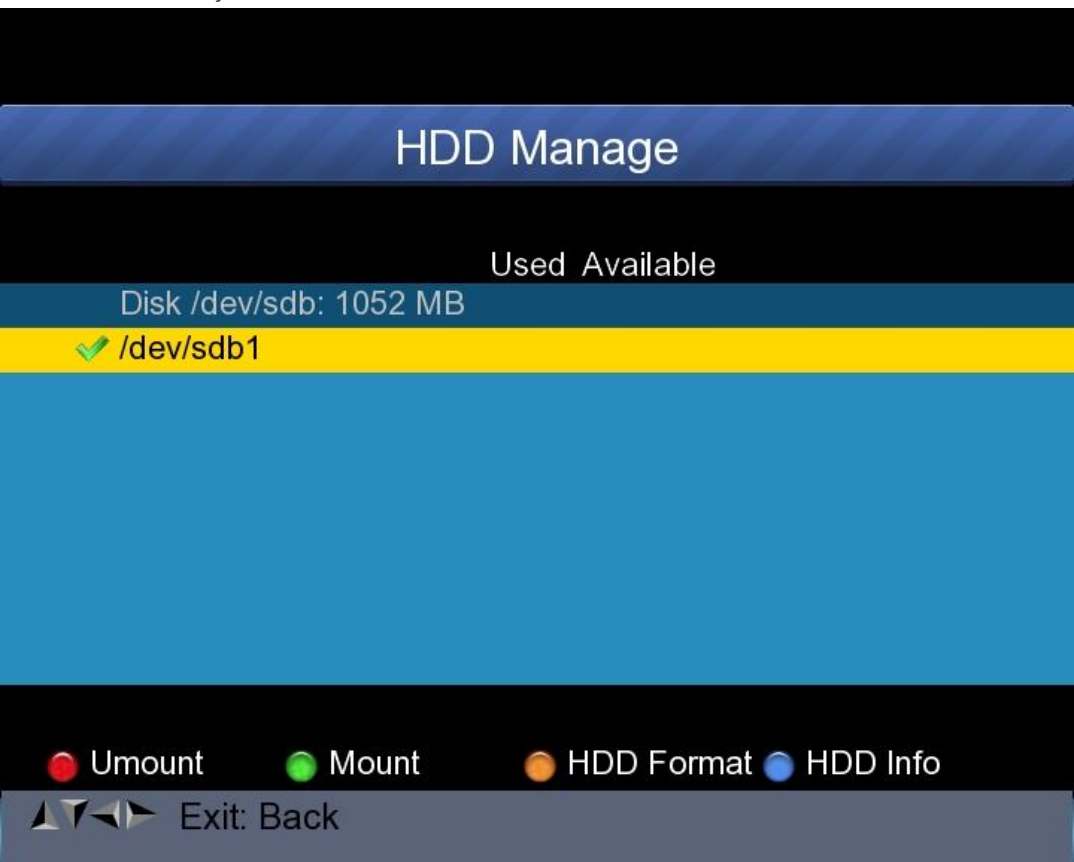 HDD Manage
Used Available
Disk /dev/sdb: 1052 MB
/dev/sdb1
Umount Mount HDD Format HDD Info
Exit: Back